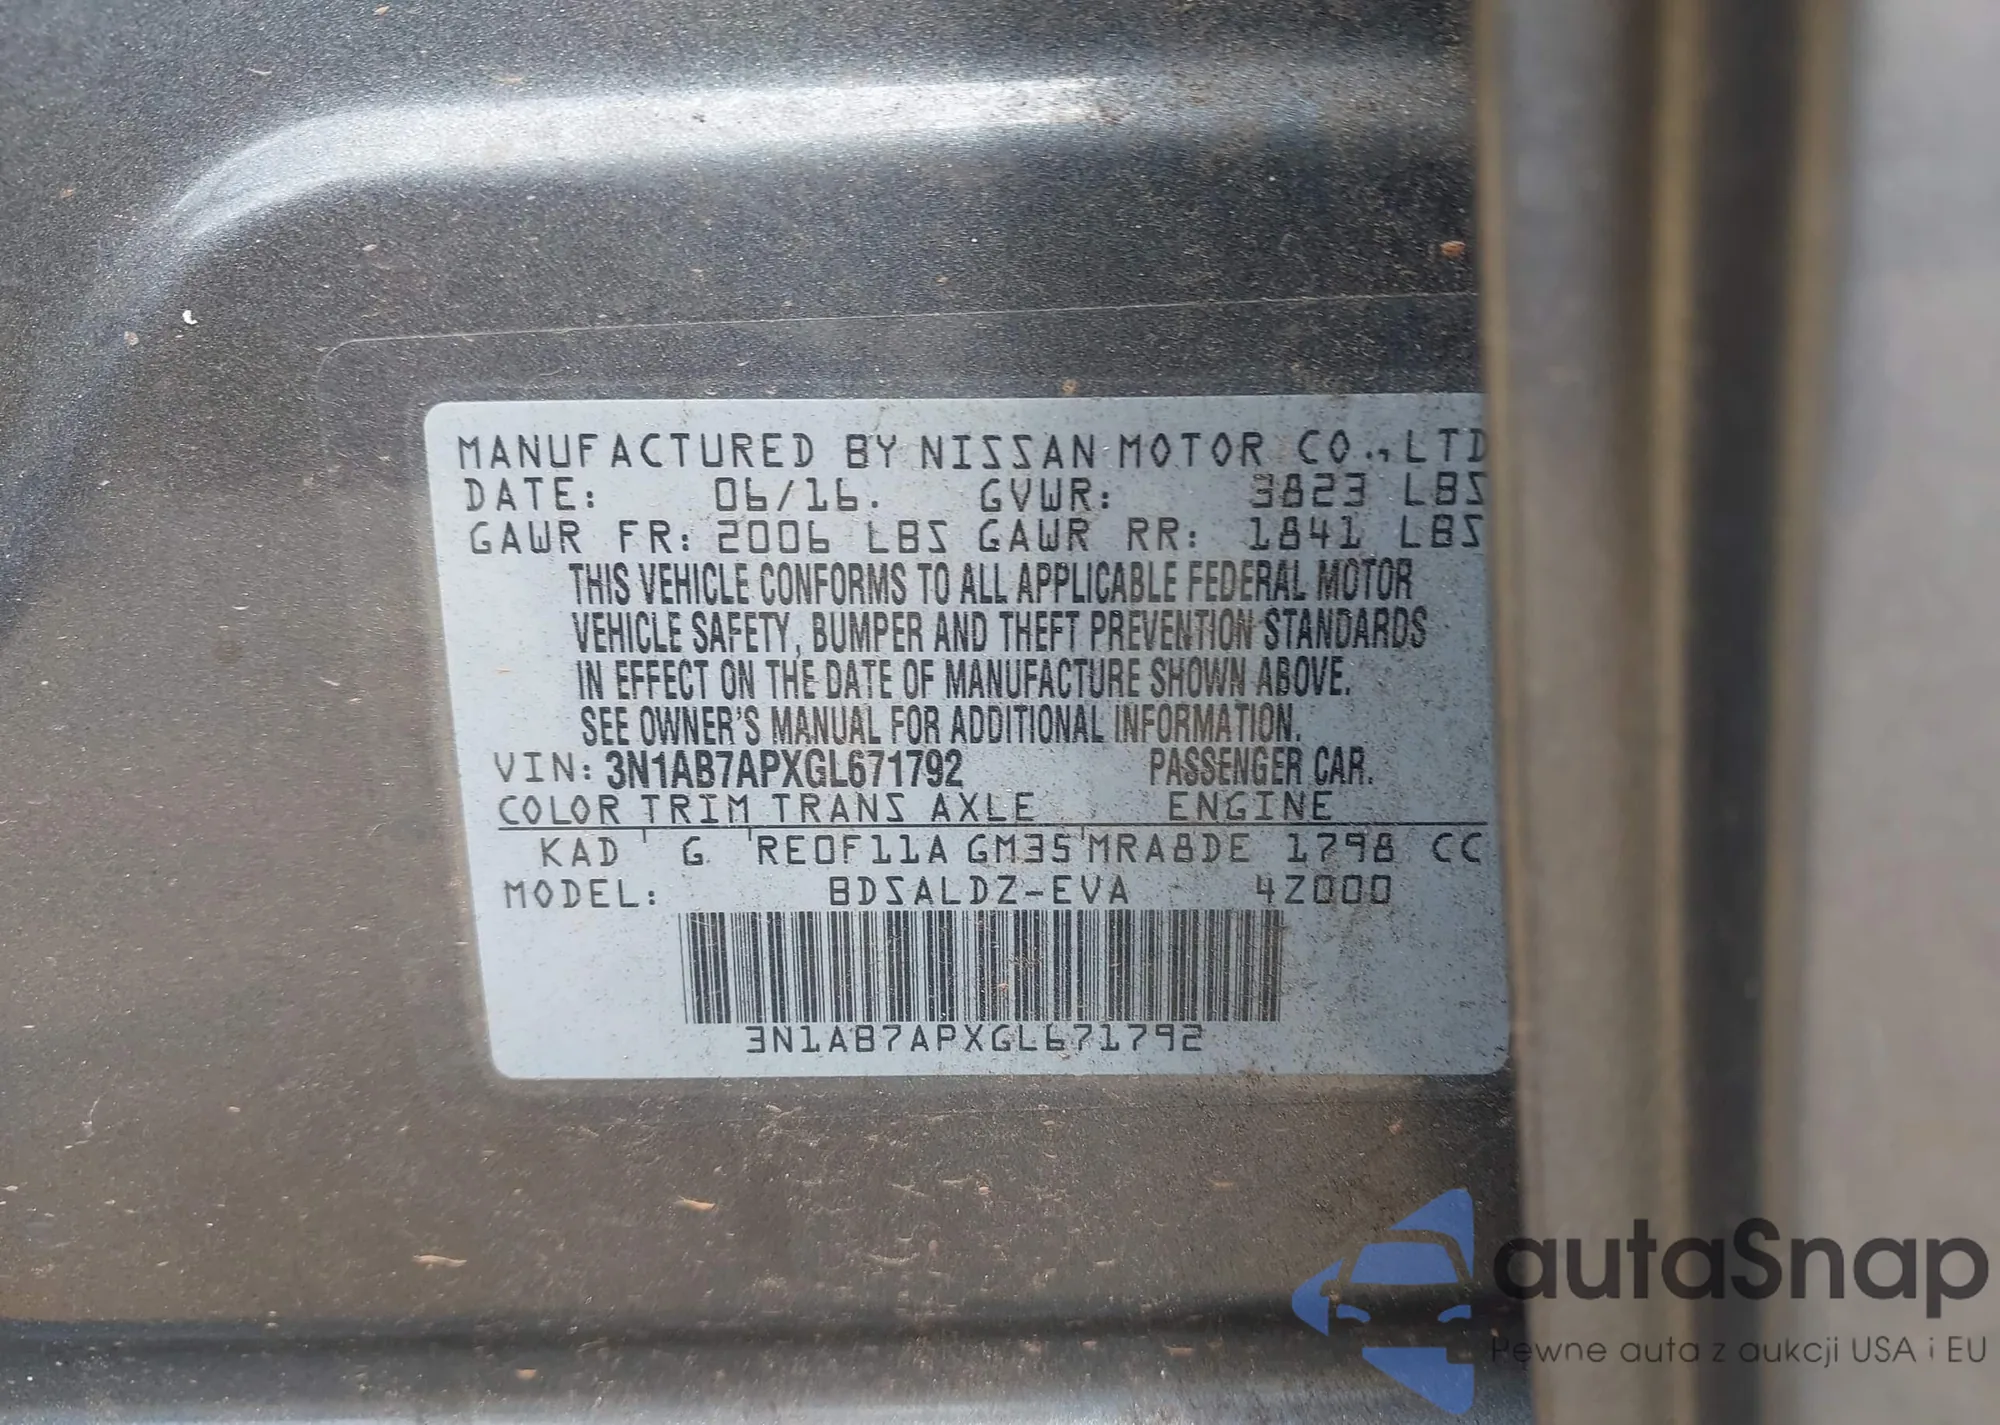 MANUFACTURED BY NISSAN MOTOR CO., LTD
DATE: 06/16. GVWR: 3823 LBS
GAWR FR: 2006 LBS GAWR RR: 1841 LBS
THIS VEHICLE CONFORMS TO ALL APPLICABLE FEDERAL MOTOR
VEHICLE SAFETY, BUMPER AND THEFT PREVENTION STANDARDS
IN EFFECT ON THE DATE OF MANUFACTURE SHOWN ABOVE.
SEE OWNER'S MANUAL FOR ADDITIONAL INFORMATION.
VIN: 3N1AB7APXGL671792 PASSENGER CAR.
COLOR TRIM TRANS AXLE ENGINE
KAD G RE0F11A GM35 MRA8DE 1798 CC
MODEL: BDSALDZ-EVA 4Z000
3N1AB7APXGL671792
autaSnap
Pewne auta z aukcji USA i EU